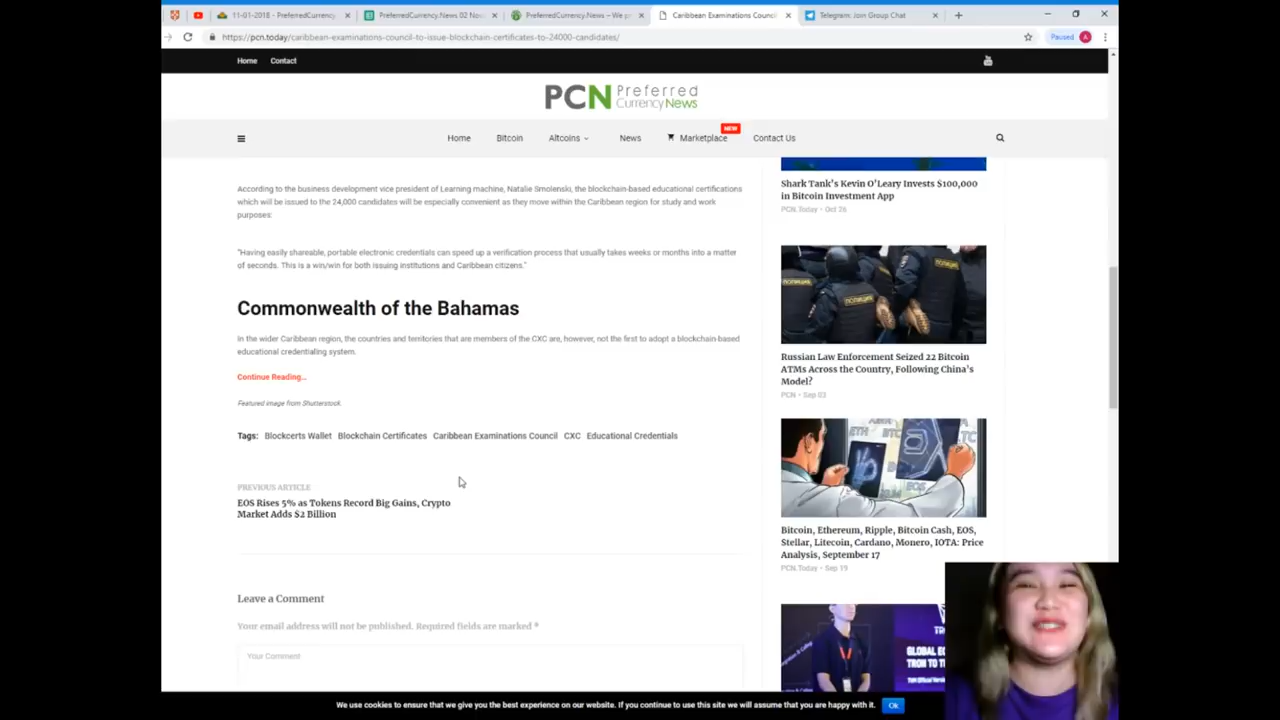 11-01-2018 - PreferredCurrency
PreferredCurrency.News 02 Nov
PreferredCurrency.News – We pr
Caribbean Examinations Council
Telegram: Join Group Chat
https://pcn.today/caribbean-examinations-council-to-issue-blockchain-certificates-to-24000-candidates/
Paused
A
Home
Contact
PCN Preferred
Currency News
Home
Bitcoin
Altcoins
News
Marketplace
NEW
Contact Us
According to the business development vice president of Learning machine, Natalie Smolenski, the blockchain-based educational certifications
which will be issued to the 24,000 candidates will be especially convenient as they move within the Caribbean region for study and work
purposes:
"Having easily shareable, portable electronic credentials can speed up a verification process that usually takes weeks or months into a matter
of seconds. This is a win/win for both issuing institutions and Caribbean citizens."
Commonwealth of the Bahamas
In the wider Caribbean region, the countries and territories that are members of the CXC are, however, not the first to adopt a blockchain-based
educational credentialing system.
Continue Reading...
Featured image from Shutterstock.
Tags: Blockcerts Wallet Blockchain Certificates Caribbean Examinations Council CXC Educational Credentials
PREVIOUS ARTICLE
EOS Rises 5% as Tokens Record Big Gains, Crypto
Market Adds $2 Billion
Leave a Comment
Your email address will not be published. Required fields are marked *
Your Comment
Shark Tank's Kevin O'Leary Invests $100,000
in Bitcoin Investment App
PCN.Today - Oct 26
ПОЛИЦИЯ
Russian Law Enforcement Seized 22 Bitcoin
ATMs Across the Country, Following China's
Model?
PCN - Sep 03
ETH
BTC
EOS
Bitcoin, Ethereum, Ripple, Bitcoin Cash, EOS,
Stellar, Litecoin, Cardano, Monero, IOTA: Price
Analysis, September 17
PCN.Today - Sep 19
We use cookies to ensure that we give you the best experience on our website. If you continue to use this site we will assume that you are happy with it.
Ok